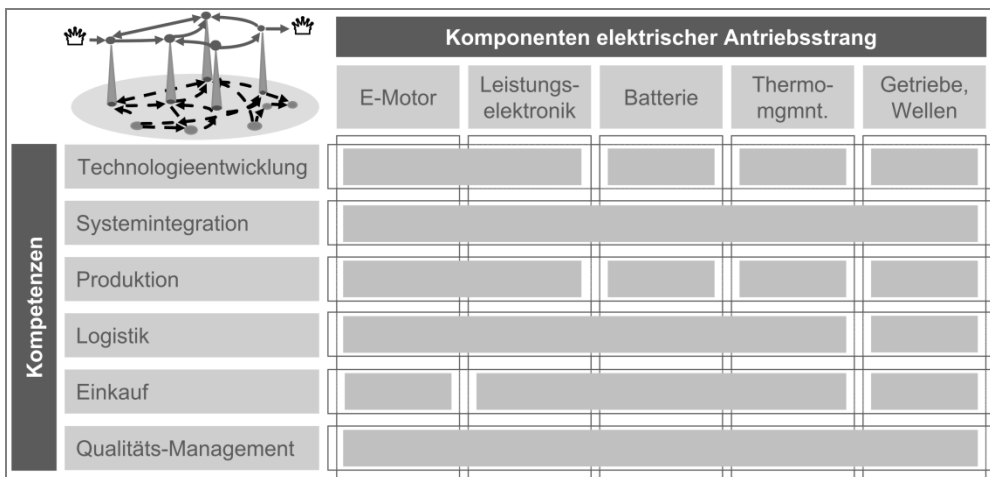 Komponenten elektrischer Antriebsstrang
E-Motor
Leistungs-
elektronik
Batterie
Thermo-
mgmnt.
Getriebe,
Wellen
Kompetenzen
Technologieentwicklung
Systemintegration
Produktion
Logistik
Einkauf
Qualitäts-Management